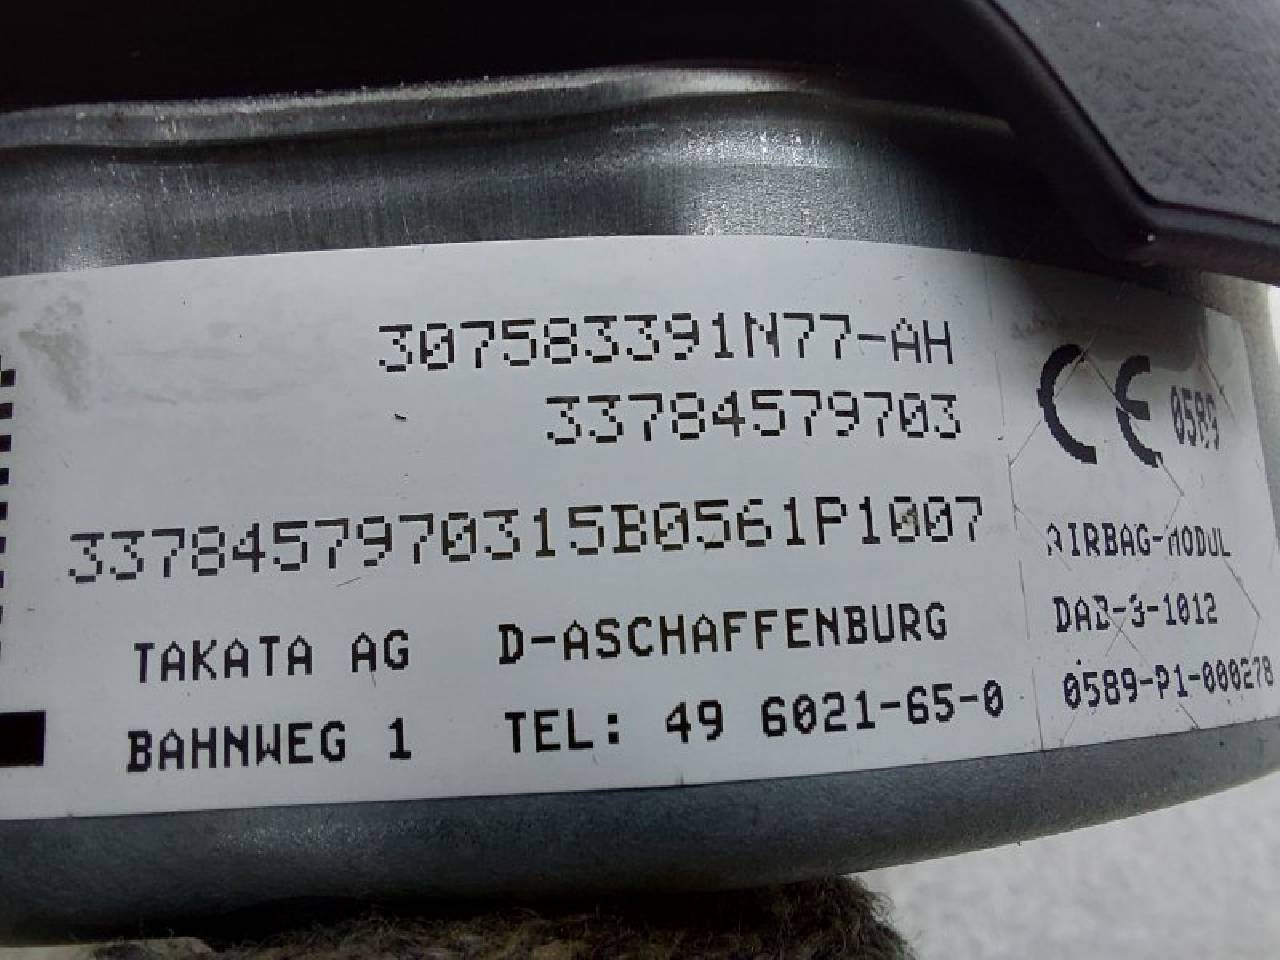 307583391N77-AH
33784579703
3378457970315B0561P1007
TAKATA AG D-ASCHAFFENBURG
BAHNWEG 1 TEL: 49 6021-65-0
CE 0589
AIRBAG-MODUL
DAB-3-1012
0589-P1-000278